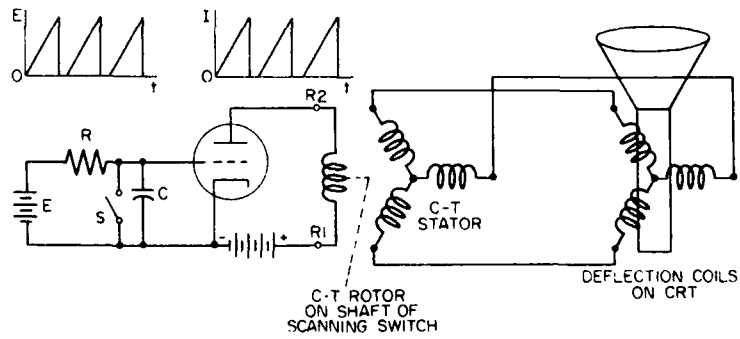 E
O
t
I
O
t
R
R2
E
S
C
- +
R1
C-T
STATOR
C-T ROTOR
ON SHAFT OF
SCANNING SWITCH
DEFLECTION COILS
ON CRT